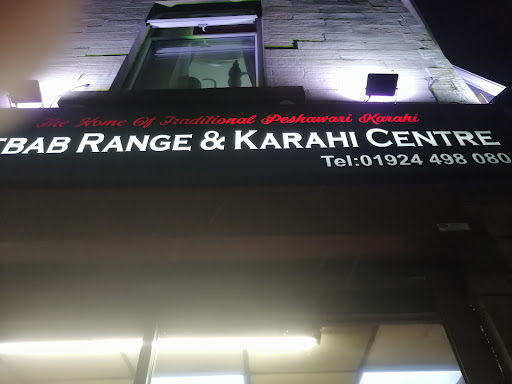 The Home Of Traditional Peshawari Karahi
RANGE & KARAHI CENTRE
Tel:01924 498 080